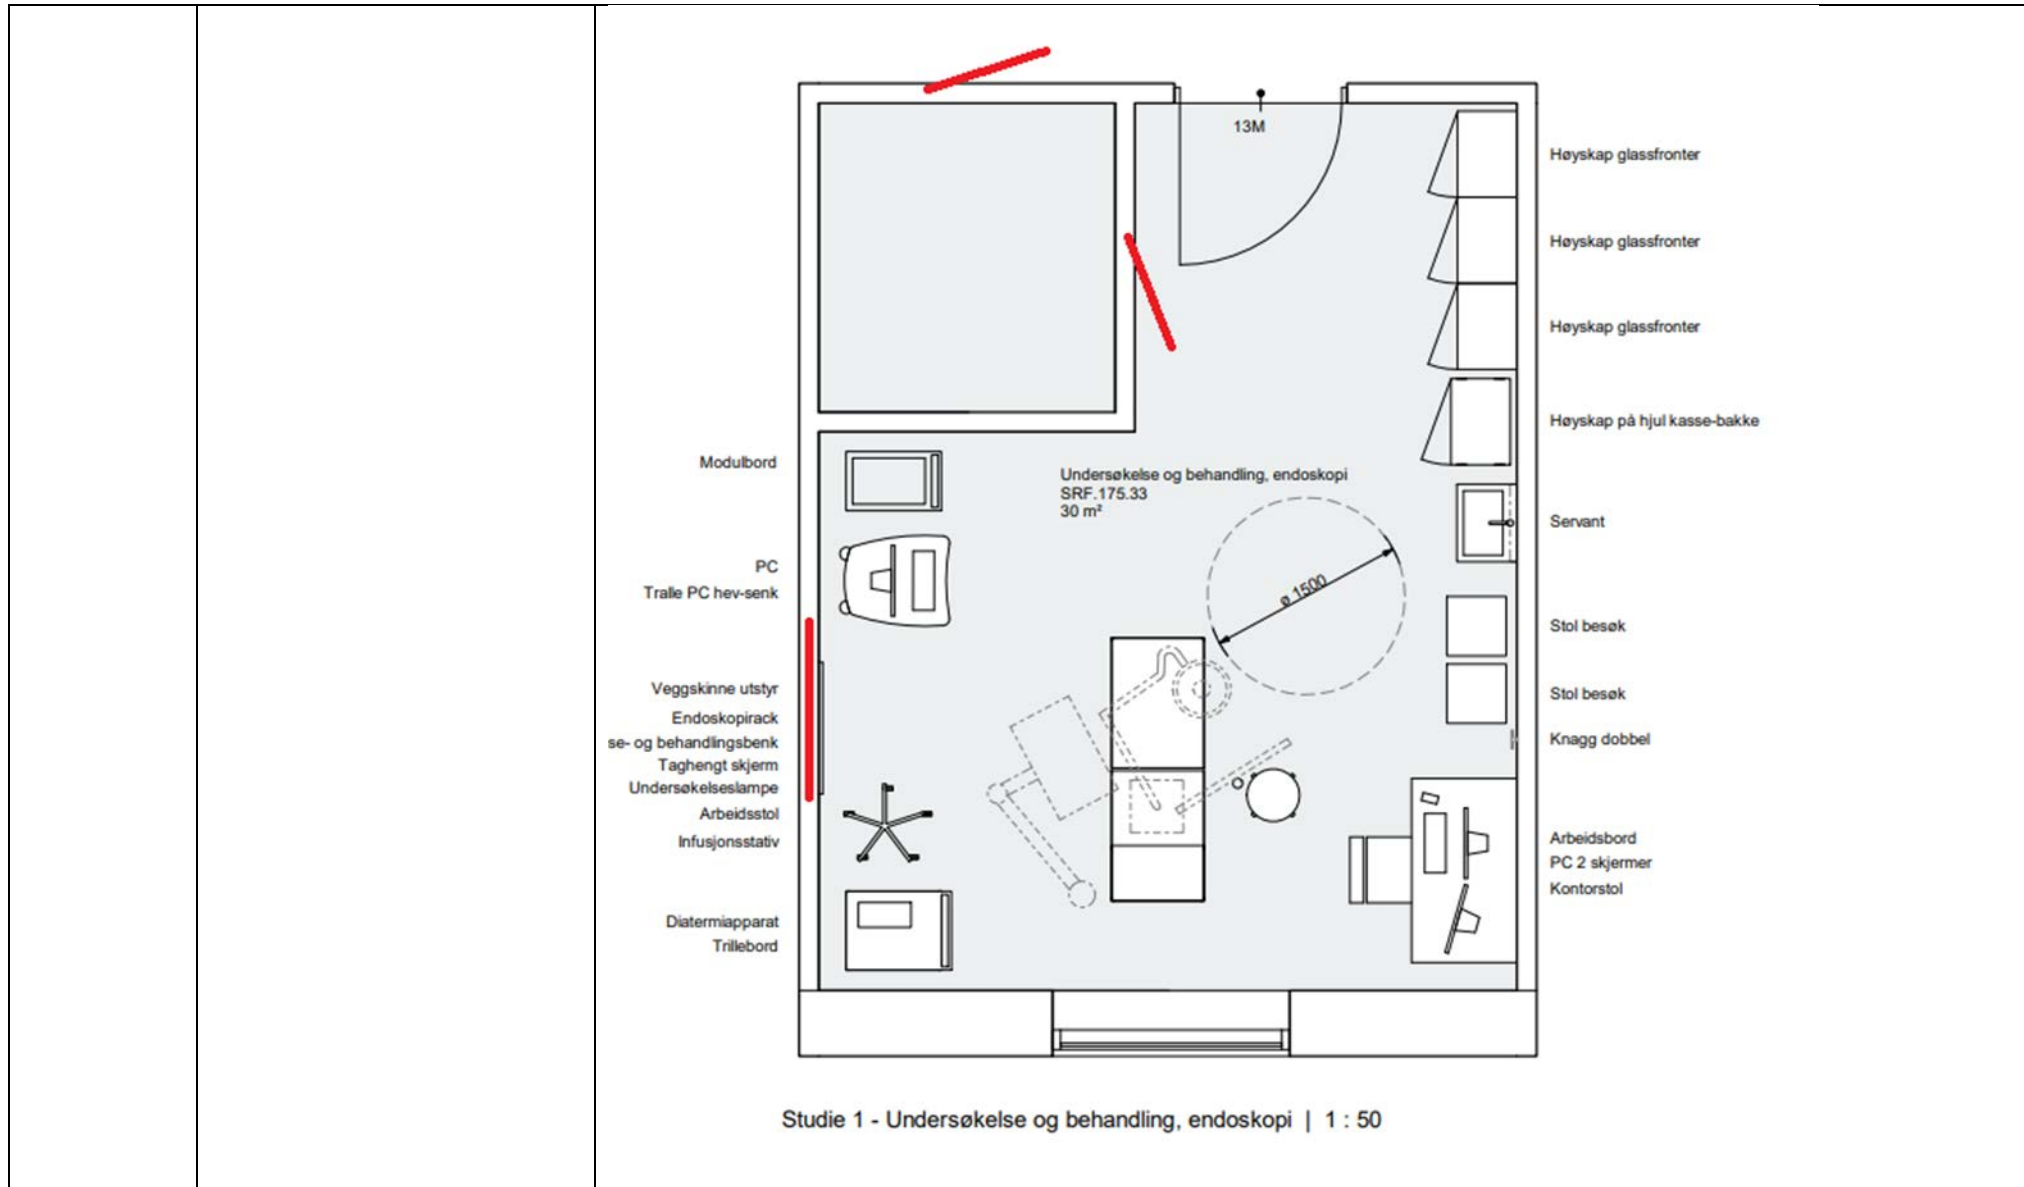 13M
Høyskap glassfronter
Høyskap glassfronter
Høyskap glassfronter
Høyskap på hjul kasse-bakke
Modulbord
Undersøkelse og behandling, endoskopi
SRF.175.33
30 m²
Servant
PC
Tralle PC hev-senk
ø 1500
Stol besøk
Veggskinne utstyr
Stol besøk
Endoskopirack
se- og behandlingsbenk
Knagg dobbel
Taghengt skjerm
Undersøkelseslampe
Arbeidsstol
Infusjonsstativ
Arbeidsbord
PC 2 skjermer
Kontorstol
Diatermiapparat
Trillebord
Studie 1 - Undersøkelse og behandling, endoskopi | 1 : 50